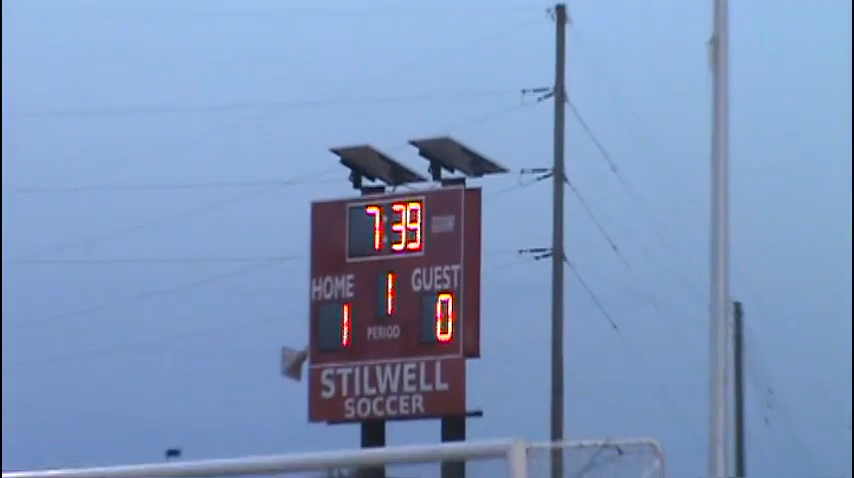 7:39
HOME 1 GUEST
1 0
PERIOD
STILWELL
SOCCER